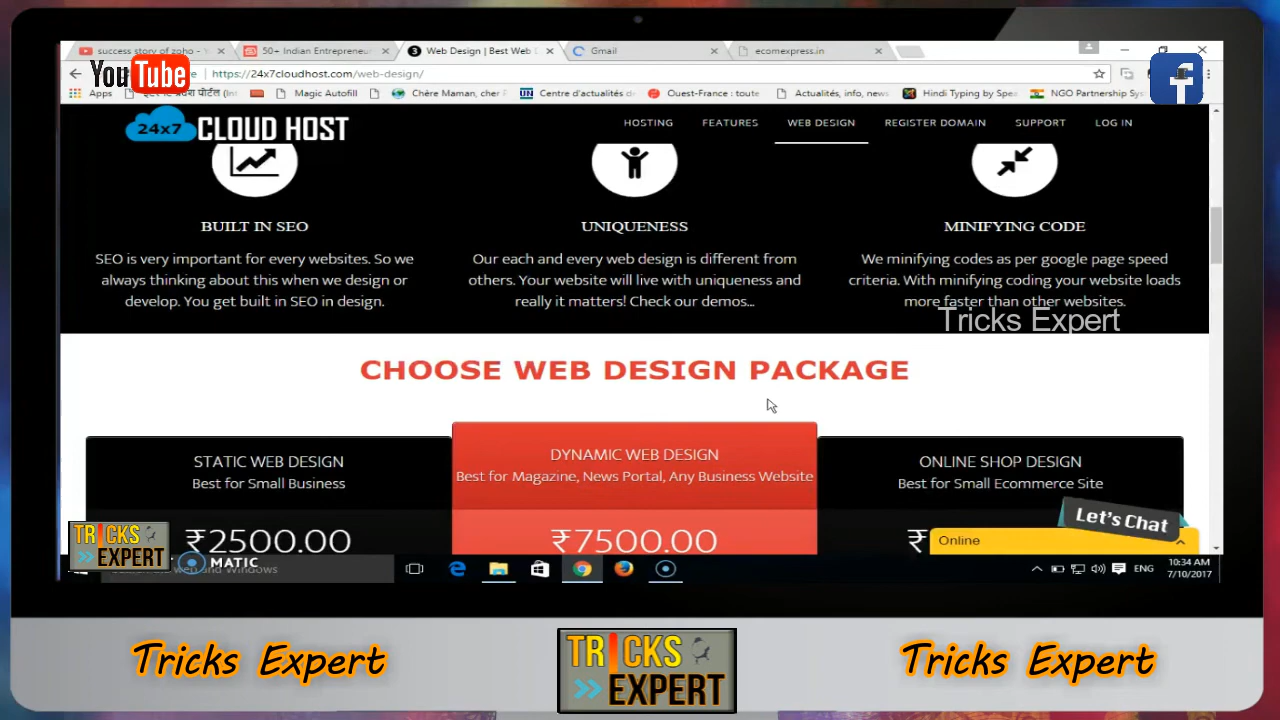 success story of zoho - Y
50+ Indian Entrepreneur
Web Design | Best Web D
Gmail
ecomexpress.in
YouTube
https://24x7cloudhost.com/web-design/
Apps
Magic Autofill
Chère Maman, cher P
Centre d'actualités de
Ouest-France : toute
Actualités, info, news
Hindi Typing by Spea
NGO Partnership Sys
24x7 CLOUD HOST
HOSTING
FEATURES
WEB DESIGN
REGISTER DOMAIN
SUPPORT
LOG IN
BUILT IN SEO
SEO is very important for every websites. So we
always thinking about this when we design or
develop. You get built in SEO in design.
UNIQUENESS
Our each and every web design is different from
others. Your website will live with uniqueness and
really it matters! Check our demos...
MINIFYING CODE
We minifying codes as per google page speed
criteria. With minifying coding your website loads
more faster than other websites.
Tricks Expert
CHOOSE WEB DESIGN PACKAGE
STATIC WEB DESIGN
Best for Small Business
₹2500.00
DYNAMIC WEB DESIGN
Best for Magazine, News Portal, Any Business Website
₹7500.00
ONLINE SHOP DESIGN
Best for Small Ecommerce Site
₹
Let's Chat
Online
TRICKS
EXPERT
MATIC
and Windows
ENG
10:34 AM
7/10/2017
Tricks Expert
TRICKS
EXPERT
Tricks Expert